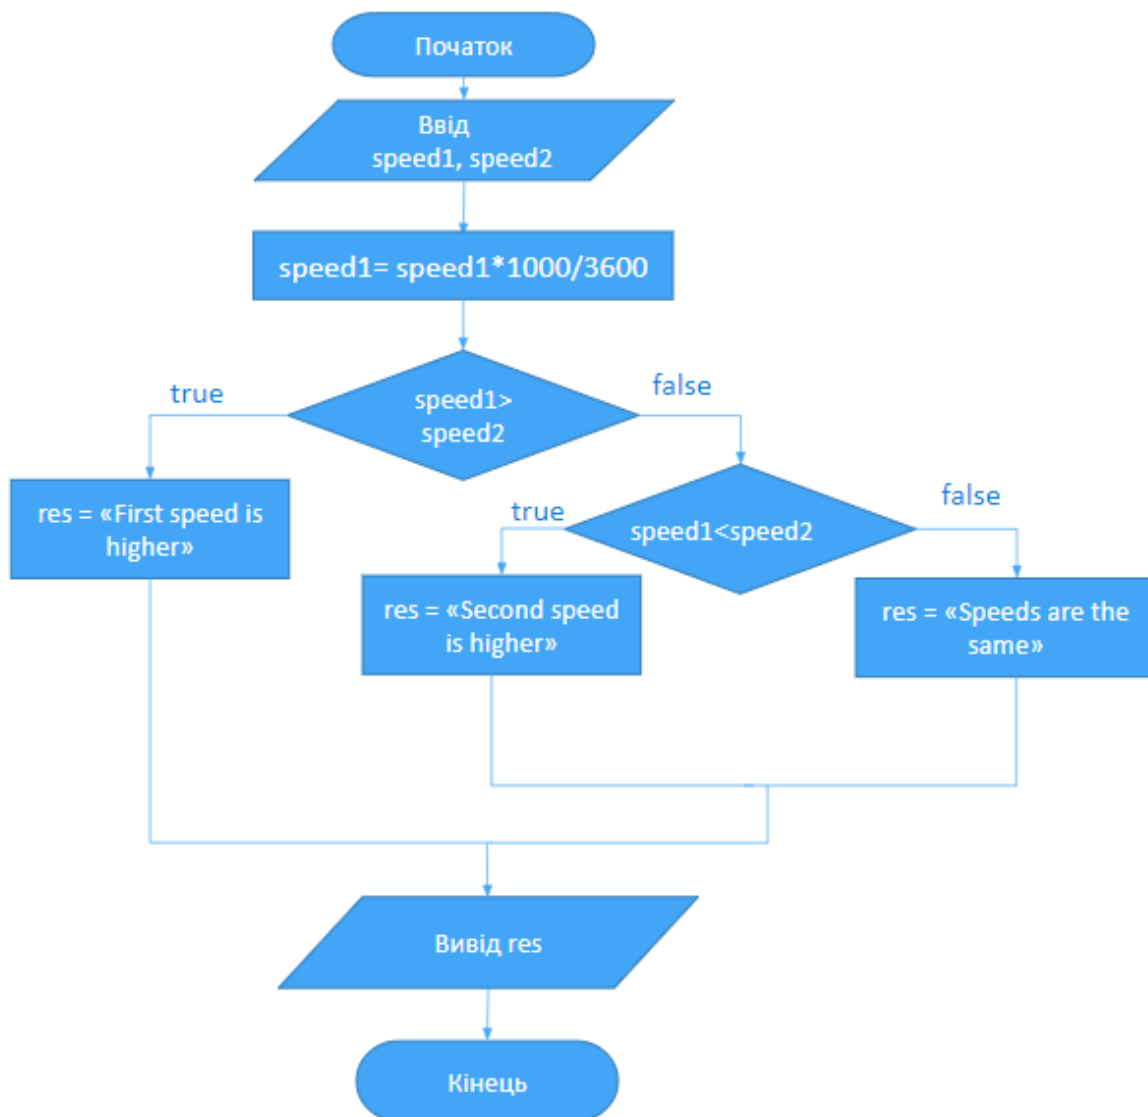 Початок
Ввід
speed1, speed2
speed1= speed1*1000/3600
true
speed1>
speed2
false
res = «First speed is
higher»
true
speed1<speed2
false
res = «Second speed
is higher»
res = «Speeds are the
same»
Вивід res
Кінець